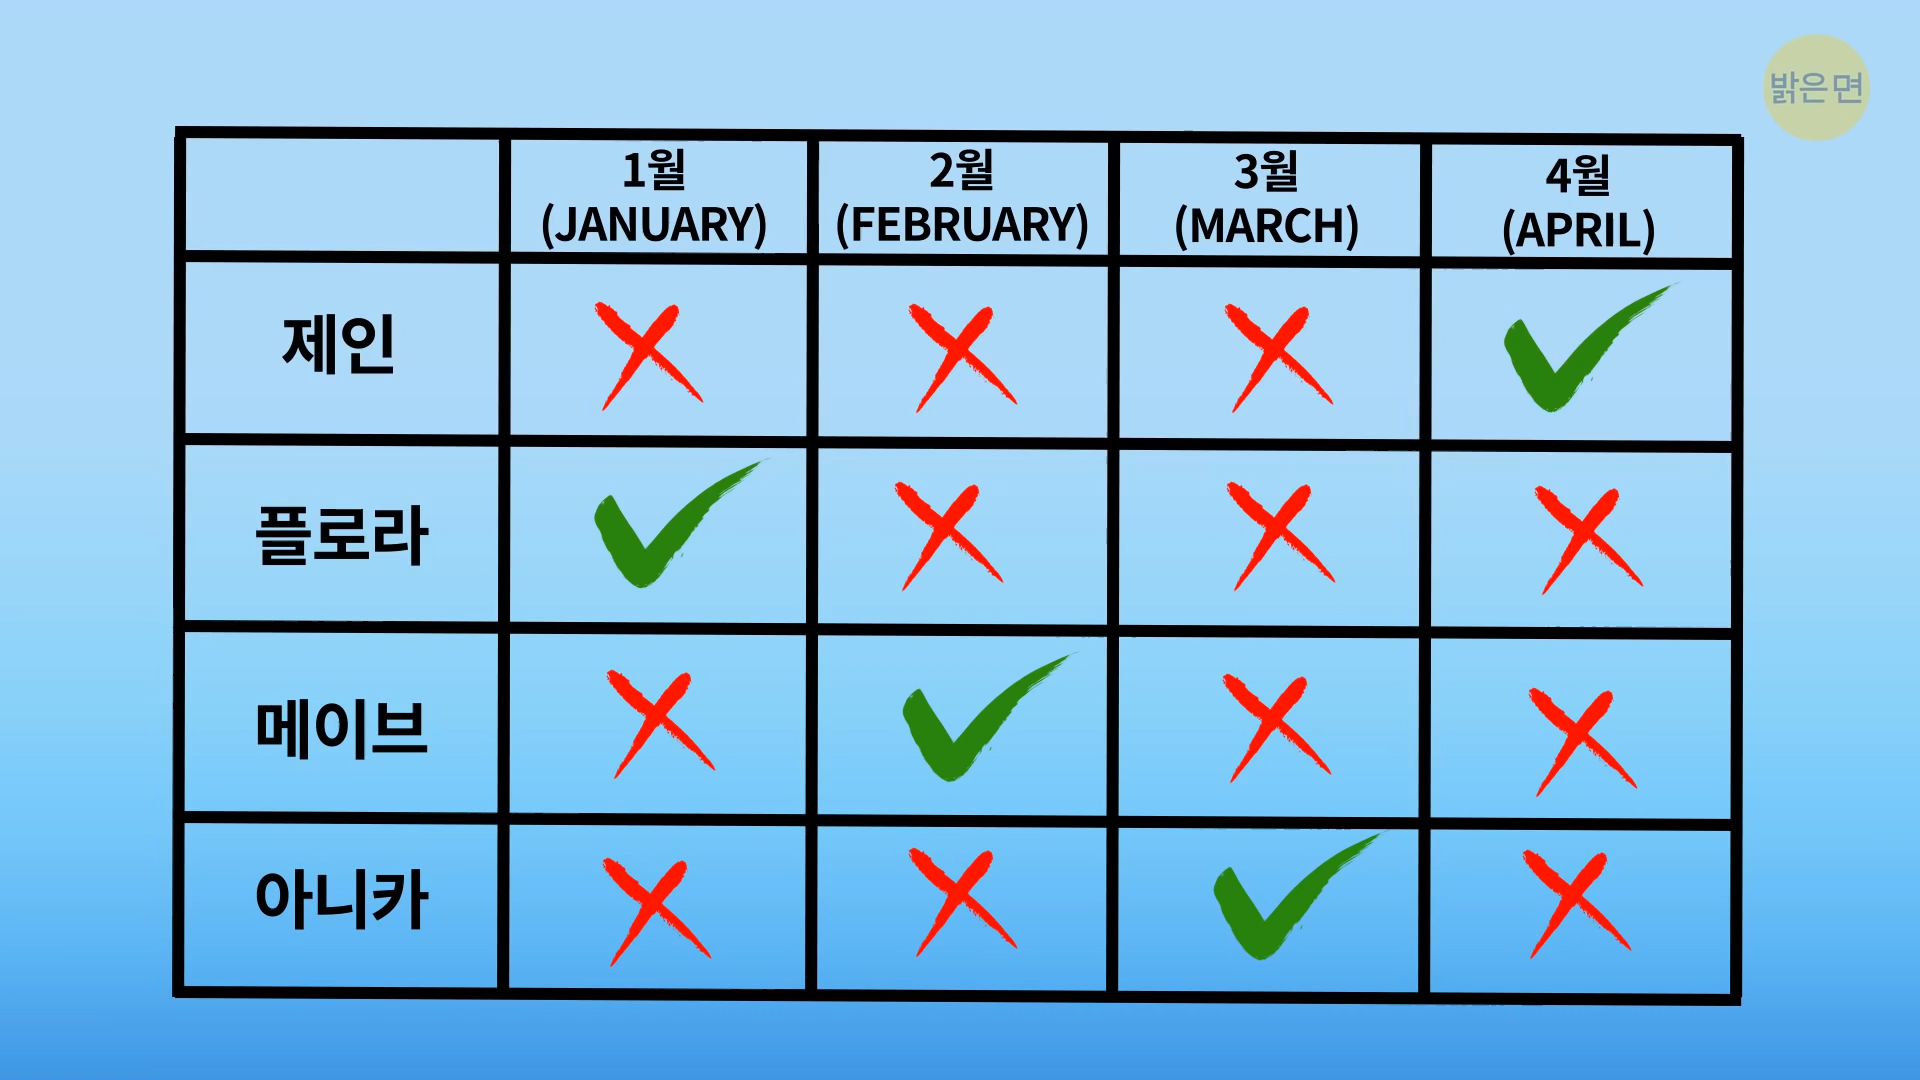 밝은면
1월
(JANUARY)
2월
(FEBRUARY)
3월
(MARCH)
4월
(APRIL)
제인
플로라
메이브
아니카